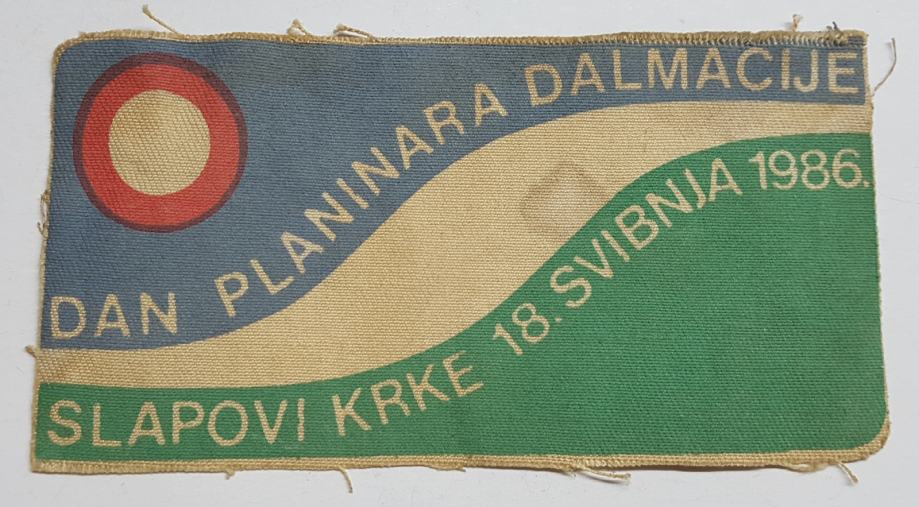 DAN PLANINARA DALMACIJE
SLAPOVI KRKE 18. SVIBNJA 1986.